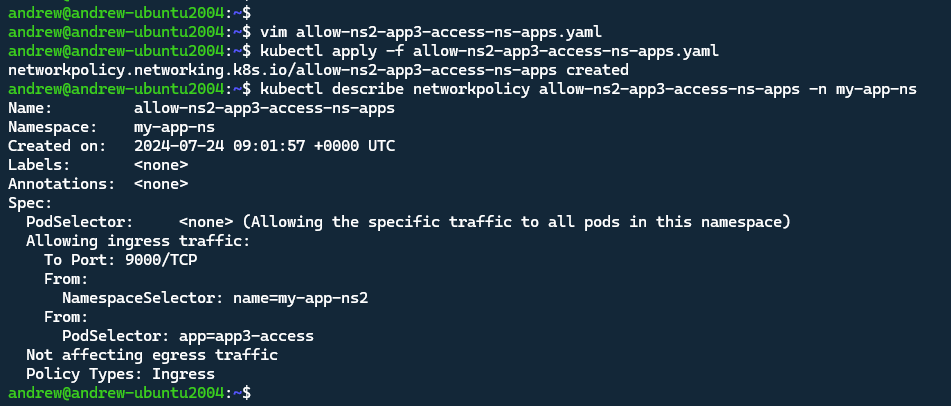 andrew@andrew-ubuntu2004:~$
andrew@andrew-ubuntu2004:~$ vim allow-ns2-app3-access-ns-apps.yaml
andrew@andrew-ubuntu2004:~$ kubectl apply -f allow-ns2-app3-access-ns-apps.yaml
networkpolicy.networking.k8s.io/allow-ns2-app3-access-ns-apps created
andrew@andrew-ubuntu2004:~$ kubectl describe networkpolicy allow-ns2-app3-access-ns-apps -n my-app-ns
Name:         allow-ns2-app3-access-ns-apps
Namespace:    my-app-ns
Created on:   2024-07-24 09:01:57 +0000 UTC
Labels:       <none>
Annotations:  <none>
Spec:
  PodSelector:     <none> (Allowing the specific traffic to all pods in this namespace)
  Allowing ingress traffic:
    To Port: 9000/TCP
    From:
      NamespaceSelector: name=my-app-ns2
    From:
      PodSelector: app=app3-access
  Not affecting egress traffic
  Policy Types: Ingress
andrew@andrew-ubuntu2004:~$